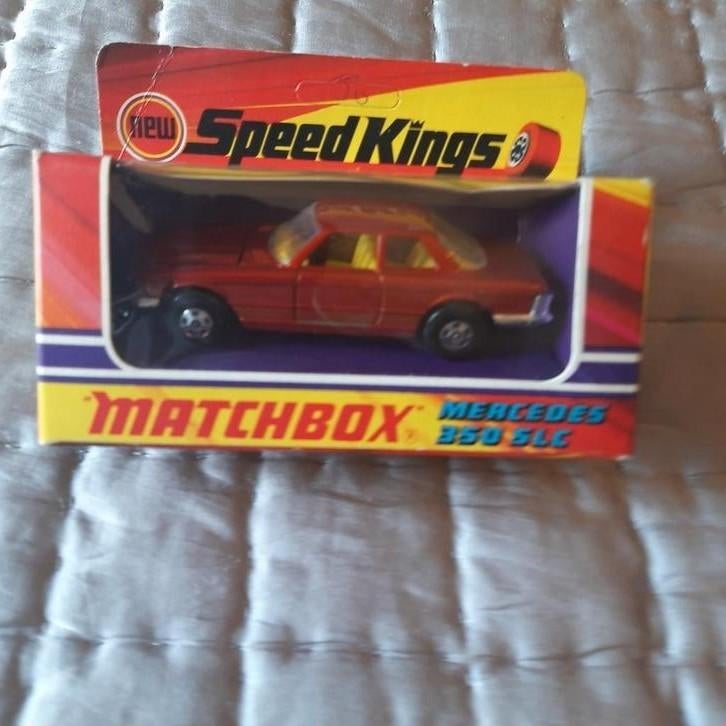 new Speed Kings
"MATCHBOX"® MERCEDES
350 SLC